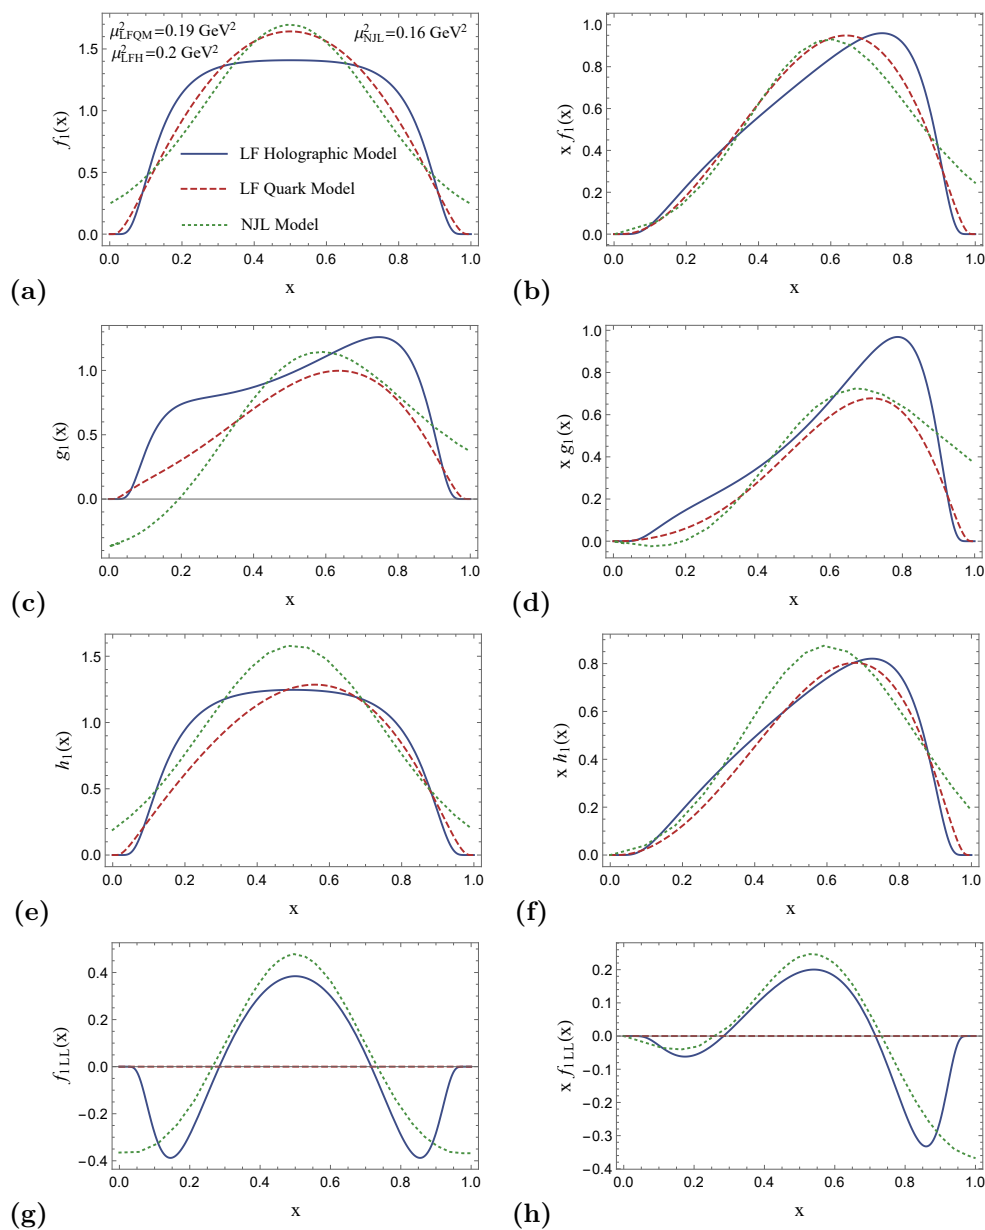 μ²LFQM=0.19 GeV² μ²NJL=0.16 GeV²
μ²LFH=0.2 GeV²
LF Holographic Model
LF Quark Model
NJL Model
f₁(x)
0.0 0.5 1.0 1.5
0.0 0.2 0.4 0.6 0.8 1.0
(a) x
x f₁(x)
0.0 0.2 0.4 0.6 0.8 1.0
0.0 0.2 0.4 0.6 0.8 1.0
(b) x
g₁(x)
0.0 0.5 1.0
0.0 0.2 0.4 0.6 0.8 1.0
(c) x
x g₁(x)
0.0 0.2 0.4 0.6 0.8 1.0
0.0 0.2 0.4 0.6 0.8 1.0
(d) x
h₁(x)
0.0 0.5 1.0 1.5
0.0 0.2 0.4 0.6 0.8 1.0
(e) x
x h₁(x)
0.0 0.2 0.4 0.6 0.8
0.0 0.2 0.4 0.6 0.8 1.0
(f) x
f₁LL(x)
−0.4 −0.2 0.0 0.2 0.4
0.0 0.2 0.4 0.6 0.8 1.0
(g) x
x f₁LL(x)
−0.4 −0.3 −0.2 −0.1 0.0 0.1 0.2
0.0 0.2 0.4 0.6 0.8 1.0
(h) x